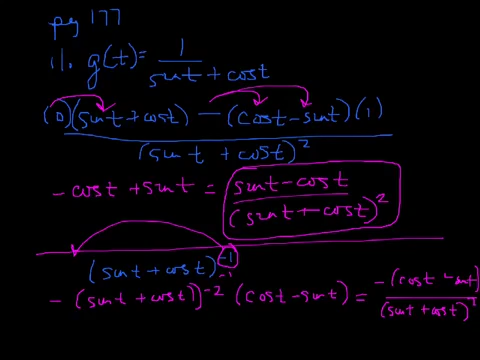 pg 177
11. g(t) = 1 / sint + cost
(0)(sint + cost) - (cost - sint)(1) / (sint + cost)^2
-cost + sint = sint - cost / (sint + cost)^2
(sint + cost)^-1
-1
-(sint + cost))^-2 (cost - sint) = -(cost - sint) / (sint + cost)^2